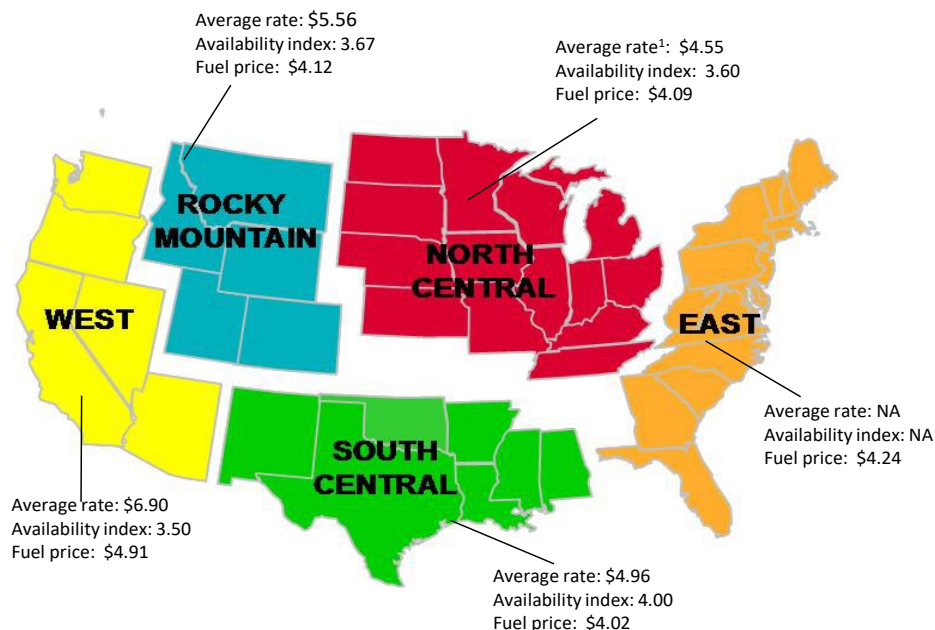 Average rate: $5.56
Availability index: 3.67
Fuel price: $4.12
Average rate¹: $4.55
Availability index: 3.60
Fuel price: $4.09
ROCKY
MOUNTAIN
NORTH
CENTRAL
WEST
EAST
SOUTH
CENTRAL
Average rate: NA
Availability index: NA
Fuel price: $4.24
Average rate: $6.90
Availability index: 3.50
Fuel price: $4.91
Average rate: $4.96
Availability index: 4.00
Fuel price: $4.02